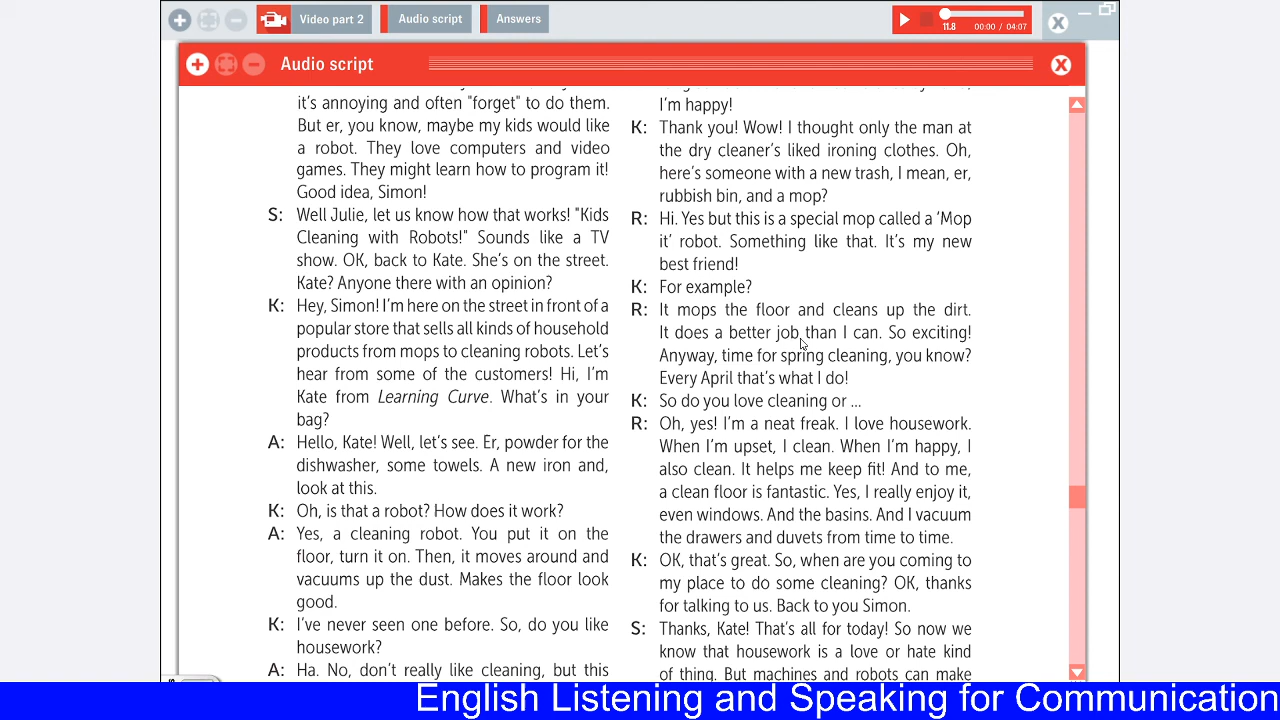 Video part 2
Audio script
Answers
11.8
00:00 / 04:07
Audio script
it's annoying and often "forget" to do them.
But er, you know, maybe my kids would like
a robot. They love computers and video
games. They might learn how to program it!
Good idea, Simon!
S: Well Julie, let us know how that works! "Kids
Cleaning with Robots!" Sounds like a TV
show. OK, back to Kate. She's on the street.
Kate? Anyone there with an opinion?
K: Hey, Simon! I'm here on the street in front of a
popular store that sells all kinds of household
products from mops to cleaning robots. Let's
hear from some of the customers! Hi, I'm
Kate from Learning Curve. What's in your
bag?
A: Hello, Kate! Well, let's see. Er, powder for the
dishwasher, some towels. A new iron and,
look at this.
K: Oh, is that a robot? How does it work?
A: Yes, a cleaning robot. You put it on the
floor, turn it on. Then, it moves around and
vacuums up the dust. Makes the floor look
good.
K: I've never seen one before. So, do you like
housework?
A: Ha. No, don't really like cleaning, but this
I'm happy!
K: Thank you! Wow! I thought only the man at
the dry cleaner's liked ironing clothes. Oh,
here's someone with a new trash, I mean, er,
rubbish bin, and a mop?
R: Hi. Yes but this is a special mop called a 'Mop
it' robot. Something like that. It's my new
best friend!
K: For example?
R: It mops the floor and cleans up the dirt.
It does a better job than I can. So exciting!
Anyway, time for spring cleaning, you know?
Every April that's what I do!
K: So do you love cleaning or ...
R: Oh, yes! I'm a neat freak. I love housework.
When I'm upset, I clean. When I'm happy, I
also clean. It helps me keep fit! And to me,
a clean floor is fantastic. Yes, I really enjoy it,
even windows. And the basins. And I vacuum
the drawers and duvets from time to time.
K: OK, that's great. So, when are you coming to
my place to do some cleaning? OK, thanks
for talking to us. Back to you Simon.
S: Thanks, Kate! That's all for today! So now we
know that housework is a love or hate kind
of thing. But machines and robots can make
English Listening and Speaking for Communication